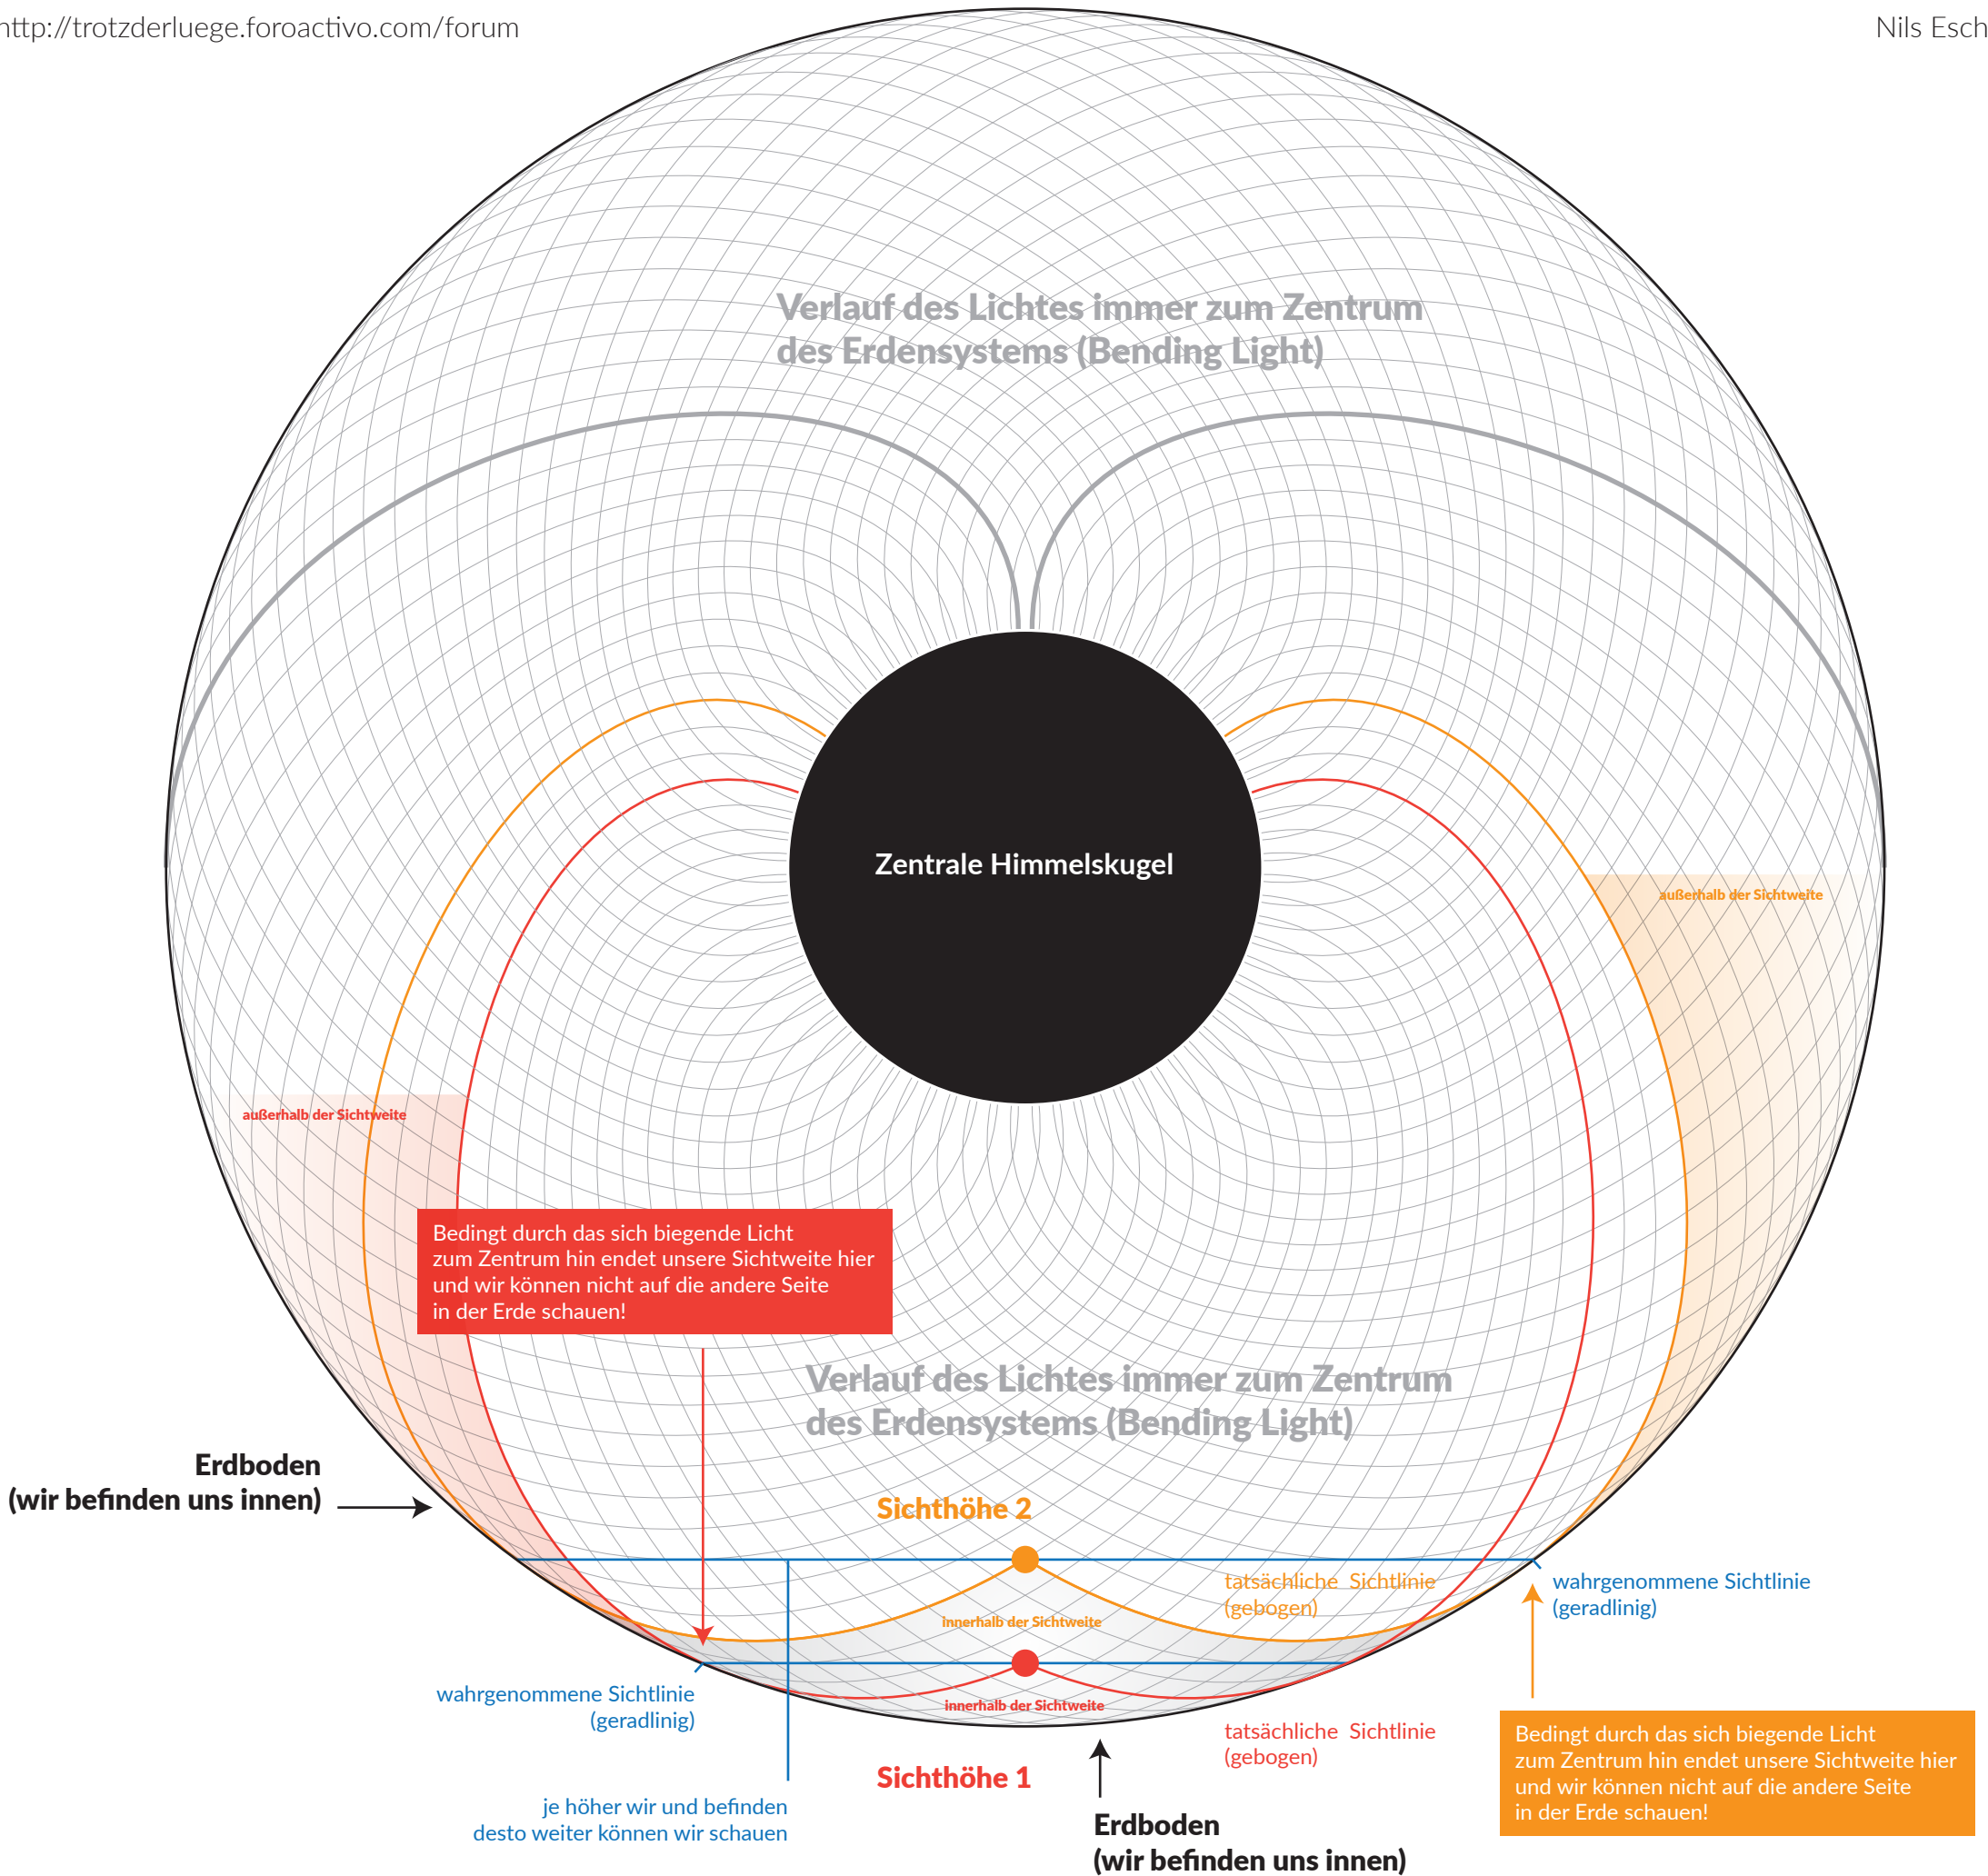 http://trotzderluege.foroactivo.com/forum
Nils Esch
Verlauf des Lichtes immer zum Zentrum
des Erdensystems (Bending Light)
Zentrale Himmelskugel
außerhalb der Sichtweite
außerhalb der Sichtweite
Bedingt durch das sich biegende Licht
zum Zentrum hin endet unsere Sichtweite hier
und wir können nicht auf die andere Seite
in der Erde schauen!
Verlauf des Lichtes immer zum Zentrum
des Erdensystems (Bending Light)
Erdboden
(wir befinden uns innen)
Sichthöhe 2
tatsächliche Sichtlinie
(gebogen)
wahrgenommene Sichtlinie
(geradlinig)
innerhalb der Sichtweite
wahrgenommene Sichtlinie
(geradlinig)
innerhalb der Sichtweite
tatsächliche Sichtlinie
(gebogen)
Sichthöhe 1
je höher wir und befinden
desto weiter können wir schauen
Erdboden
(wir befinden uns innen)
Bedingt durch das sich biegende Licht
zum Zentrum hin endet unsere Sichtweite hier
und wir können nicht auf die andere Seite
in der Erde schauen!